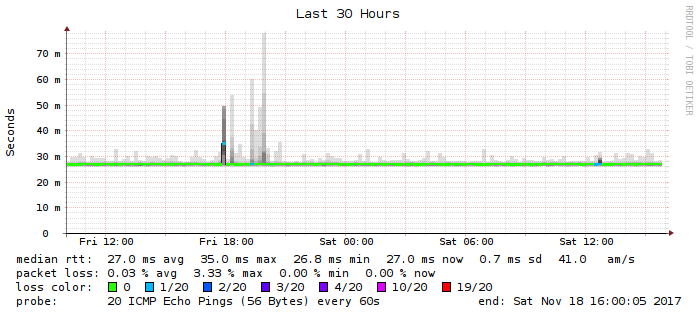 Last 30 Hours
RRDTOOL / TOBI OETIKER
Seconds
70 m
60 m
50 m
40 m
30 m
20 m
10 m
0
Fri 12:00 Fri 18:00 Sat 00:00 Sat 06:00 Sat 12:00
median rtt: 27.0 ms avg 35.0 ms max 26.8 ms min 27.0 ms now 0.7 ms sd 41.0 am/s
packet loss: 0.03 % avg 3.33 % max 0.00 % min 0.00 % now
loss color: 0 1/20 2/20 3/20 4/20 10/20 19/20
probe: 20 ICMP Echo Pings (56 Bytes) every 60s end: Sat Nov 18 16:00:05 2017